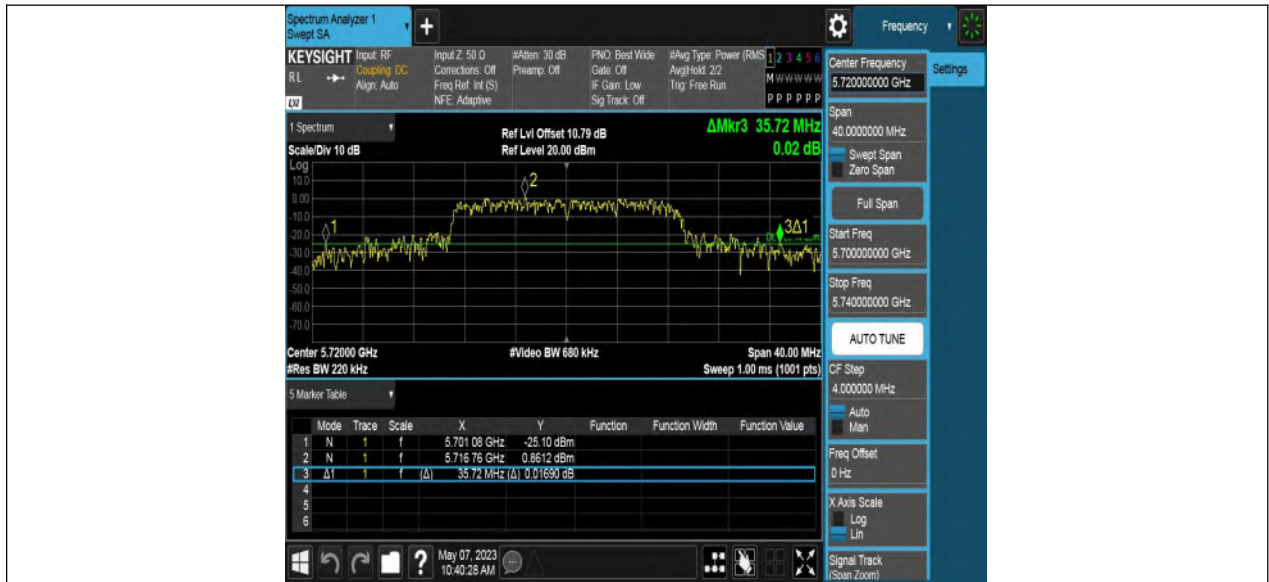 Spectrum Analyzer 1
Swept SA
+
Frequency
KEYSIGHT Input: RF Input Z: 50 Ω #Atten: 30 dB PNO: Best Wide #Avg Type: Power (RMS 1 2 3 4 5 6
RL Coupling: DC Corrections: Off Preamp: Off Gate: Off Avg|Hold: 2/2 M W W W W W
Align: Auto Freq Ref: Int (S) IF Gain: Low Trig: Free Run
NFE: Adaptive Sig Track: Off P P P P P P
LXI
1 Spectrum
Scale/Div 10 dB
Ref Lvl Offset 10.79 dB
Ref Level 20.00 dBm
ΔMkr3 35.72 MHz
0.02 dB
Log
10.0
0.00
-10.0
-20.0
-30.0
-40.0
-50.0
-60.0
-70.0
1
2
3Δ1
Center 5.72000 GHz #Video BW 680 kHz Span 40.00 MHz
#Res BW 220 kHz Sweep 1.00 ms (1001 pts)
5 Marker Table
Mode Trace Scale X Y Function Function Width Function Value
1 N 1 f 5.701 08 GHz -25.10 dBm
2 N 1 f 5.716 76 GHz 0.8612 dBm
3 Δ1 1 f (Δ) 35.72 MHz (Δ) 0.01690 dB
4
5
6
?
May 07, 2023
10:40:28 AM
Center Frequency
5.720000000 GHz
Settings
Span
40.0000000 MHz
Swept Span
Zero Span
Full Span
Start Freq
5.700000000 GHz
Stop Freq
5.740000000 GHz
AUTO TUNE
CF Step
4.000000 MHz
Auto
Man
Freq Offset
0 Hz
X Axis Scale
Log
Lin
Signal Track
(Span Zoom)